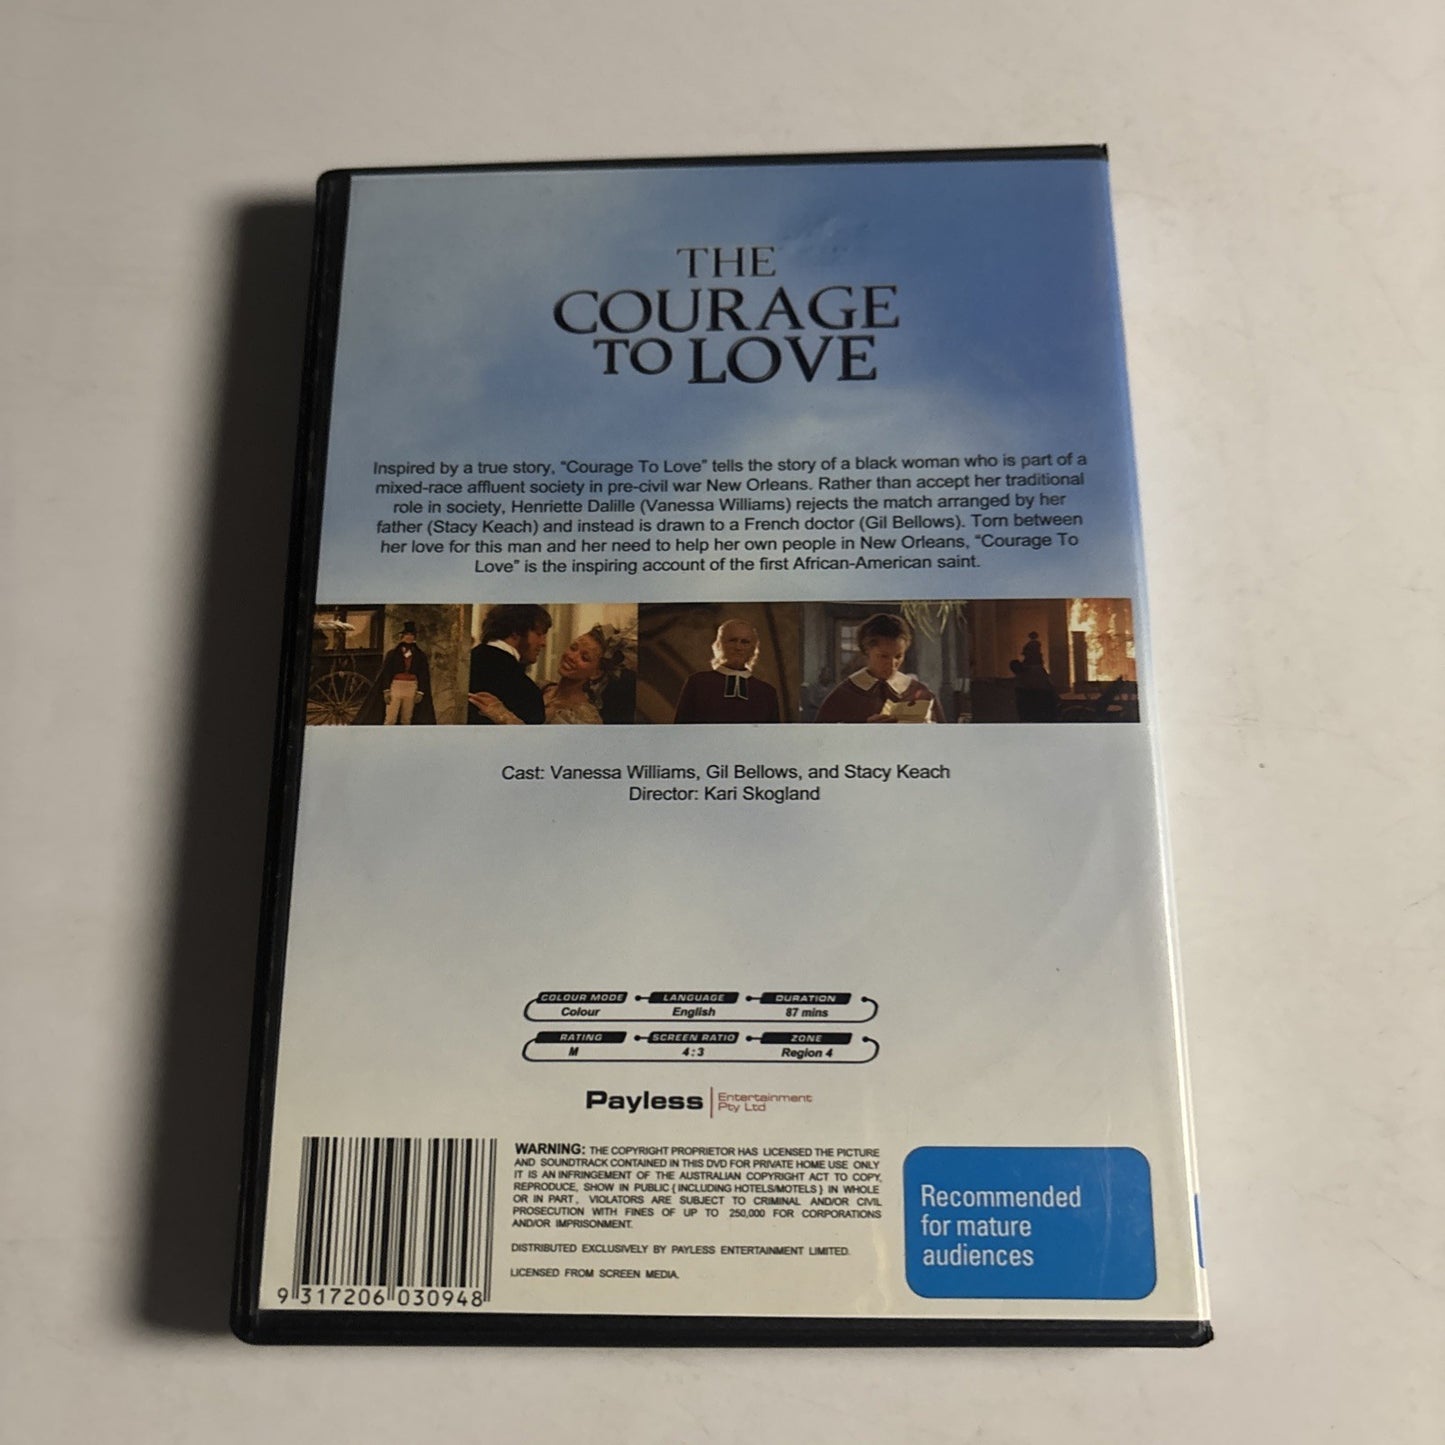 THE
COURAGE
TO LOVE
Inspired by a true story, “Courage To Love” tells the story of a black woman who is part of a
mixed-race affluent society in pre-civil war New Orleans. Rather than accept her traditional
role in society, Henriette Dalille (Vanessa Williams) rejects the match arranged by her
father (Stacy Keach) and instead is drawn to a French doctor (Gil Bellows). Torn between
her love for this man and her need to help her own people in New Orleans, “Courage To
Love” is the inspiring account of the first African-American saint.
Cast: Vanessa Williams, Gil Bellows, and Stacy Keach
Director: Kari Skogland
COLOUR MODE LANGUAGE DURATION
Colour English 87 mins
RATING SCREEN RATIO ZONE
M 4:3 Region 4
Payless Entertainment
Pty Ltd
WARNING: THE COPYRIGHT PROPRIETOR HAS LICENSED THE PICTURE
AND SOUNDTRACK CONTAINED IN THIS DVD FOR PRIVATE HOME USE ONLY
IT IS AN INFRINGEMENT OF THE AUSTRALIAN COPYRIGHT ACT TO COPY,
REPRODUCE, SHOW IN PUBLIC (INCLUDING HOTELS/MOTELS) IN WHOLE
OR IN PART, VIOLATORS ARE SUBJECT TO CRIMINAL AND/OR CIVIL
PROSECUTION WITH FINES OF UP TO 250,000 FOR CORPORATIONS
AND/OR IMPRISONMENT.
DISTRIBUTED EXCLUSIVELY BY PAYLESS ENTERTAINMENT LIMITED.
LICENSED FROM SCREEN MEDIA.
Recommended
for mature
audiences
9 317206 030948